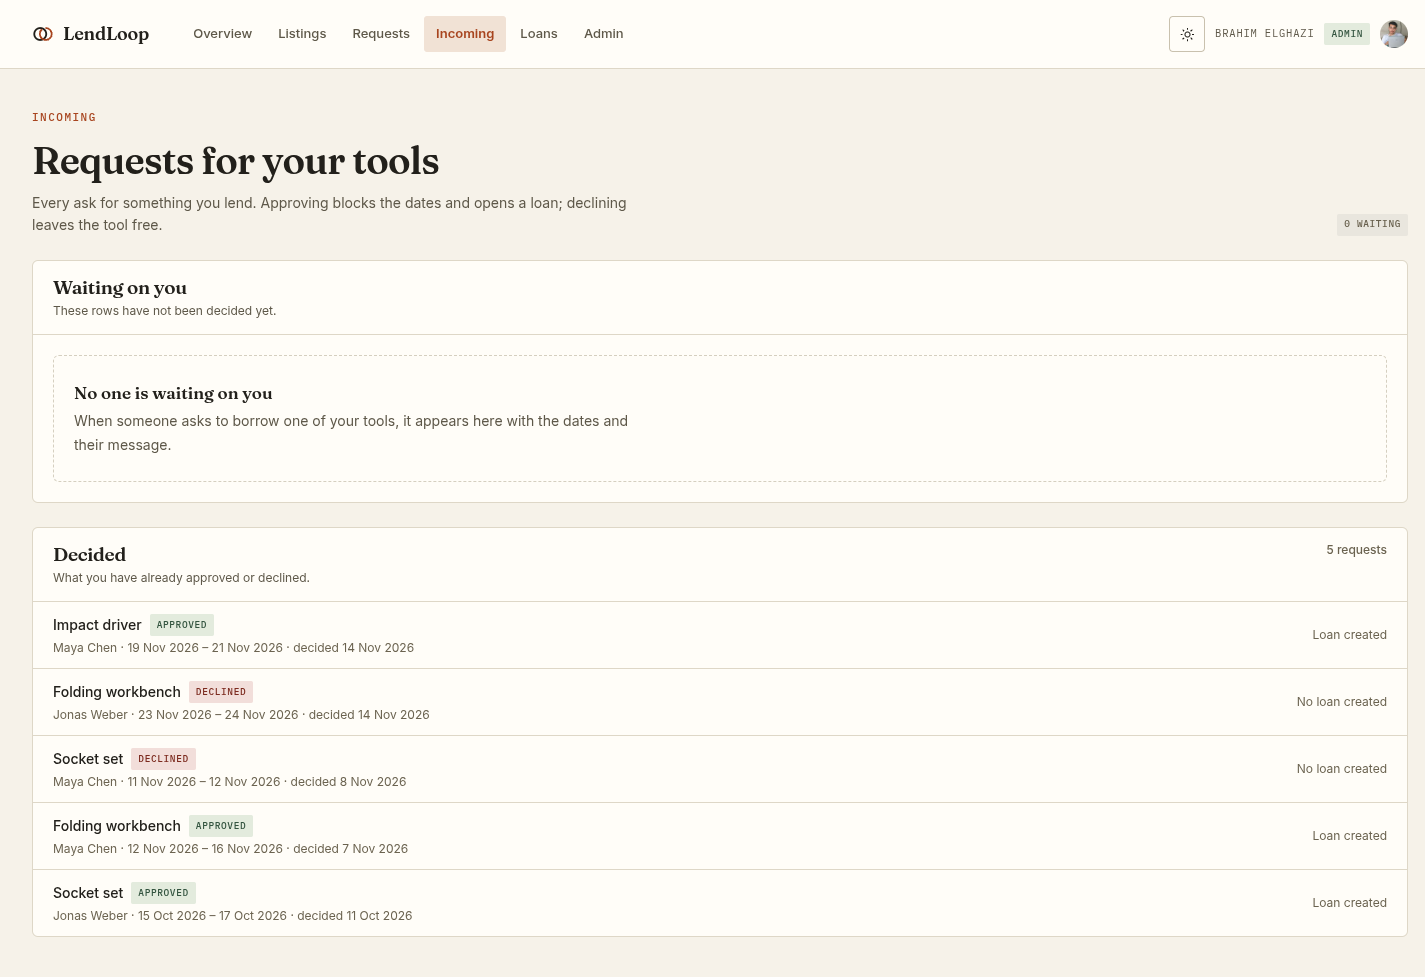 LendLoop
Overview
Listings
Requests
Incoming
Loans
Admin
BRAHIM ELGHAZI
ADMIN
INCOMING
Requests for your tools
Every ask for something you lend. Approving blocks the dates and opens a loan; declining
leaves the tool free.
0 WAITING
Waiting on you
These rows have not been decided yet.
No one is waiting on you
When someone asks to borrow one of your tools, it appears here with the dates and
their message.
Decided
5 requests
What you have already approved or declined.
Impact driver APPROVED
Maya Chen · 19 Nov 2026 – 21 Nov 2026 · decided 14 Nov 2026
Loan created
Folding workbench DECLINED
Jonas Weber · 23 Nov 2026 – 24 Nov 2026 · decided 14 Nov 2026
No loan created
Socket set DECLINED
Maya Chen · 11 Nov 2026 – 12 Nov 2026 · decided 8 Nov 2026
No loan created
Folding workbench APPROVED
Maya Chen · 12 Nov 2026 – 16 Nov 2026 · decided 7 Nov 2026
Loan created
Socket set APPROVED
Jonas Weber · 15 Oct 2026 – 17 Oct 2026 · decided 11 Oct 2026
Loan created